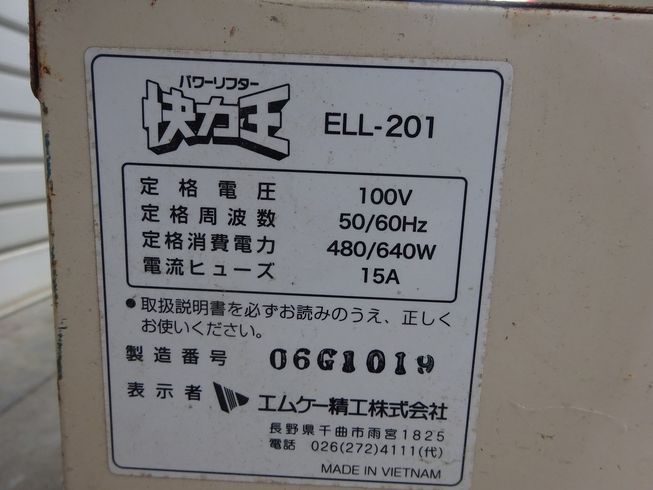 パワーリフター
快力王 ELL-201
定格電圧 100V
定格周波数 50/60Hz
定格消費電力 480/640W
電流ヒューズ 15A
●取扱説明書を必ずお読みのうえ、正しく
お使いください。
製造番号 06G1019
表示者 エムケー精工株式会社
長野県千曲市雨宮1825
電話 026(272)4111(代)
MADE IN VIETNAM